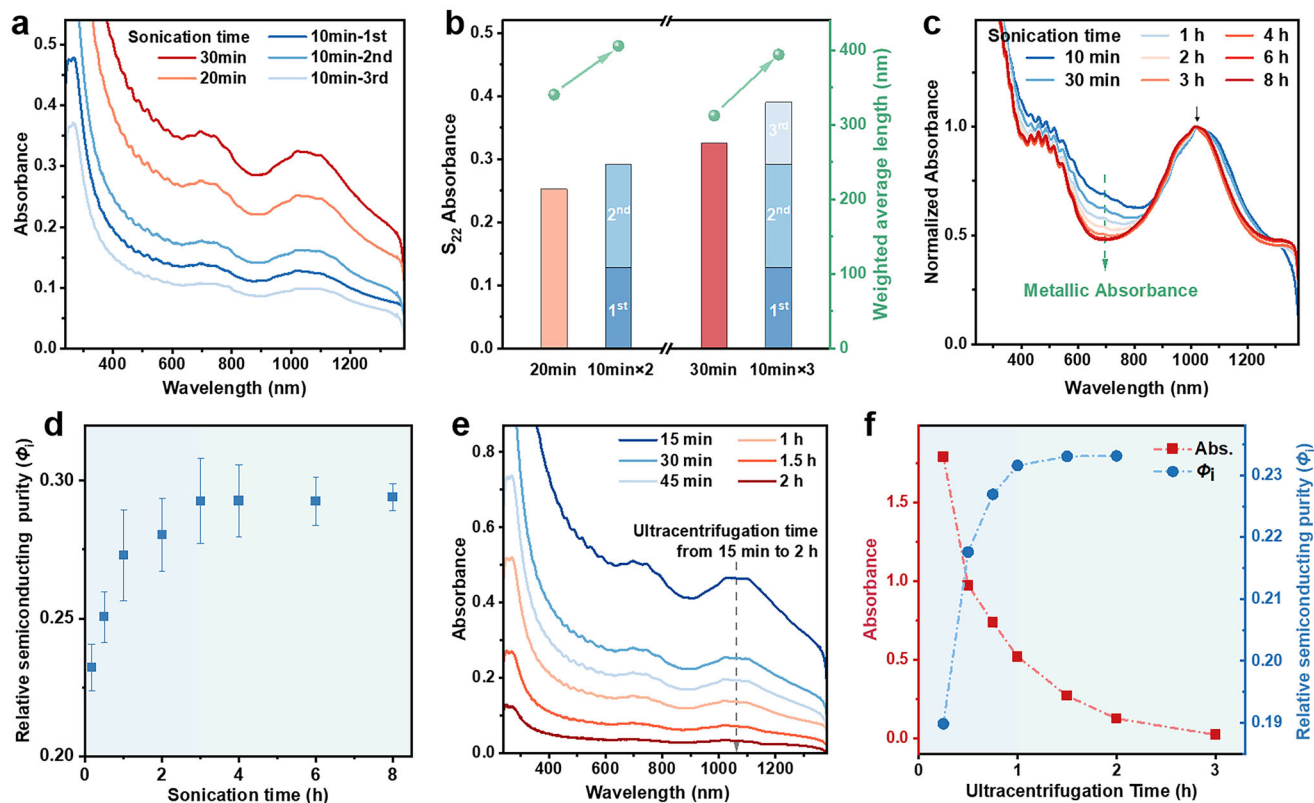 a
Sonication time
30min
20min
10min-1st
10min-2nd
10min-3rd
Absorbance
0.5
0.4
0.3
0.2
0.1
0.0
400 600 800 1000 1200
Wavelength (nm)
b
S22 Absorbance
0.5
0.4
0.3
0.2
0.1
0.0
2nd
1st
3rd
2nd
1st
20min 10min×2 30min 10min×3
400
300
200
100
0
Weighted average length (nm)
c
Sonication time
10 min
30 min
1 h
2 h
3 h
4 h
6 h
8 h
Normalized Absorbance
1.0
0.5
0.0
Metallic Absorbance
400 600 800 1000 1200
Wavelength (nm)
d
Relative semiconducting purity (Φi)
0.30
0.25
0.20
0 2 4 6 8
Sonication time (h)
e
15 min
30 min
45 min
1 h
1.5 h
2 h
Ultracentrifugation time
from 15 min to 2 h
Absorbance
0.8
0.6
0.4
0.2
0.0
400 600 800 1000 1200
Wavelength (nm)
f
Abs.
Φi
Absorbance
1.5
1.0
0.5
0.0
0 1 2 3
Ultracentrifugation Time (h)
0.23
0.22
0.21
0.20
0.19
Relative semiconducting purity (Φi)